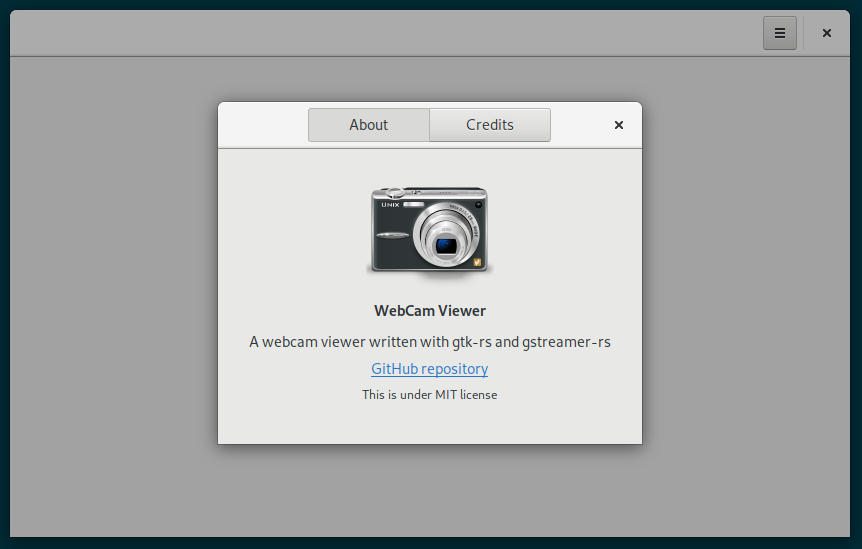 About
Credits
UNIX
WebCam Viewer
A webcam viewer written with gtk-rs and gstreamer-rs
GitHub repository
This is under MIT license